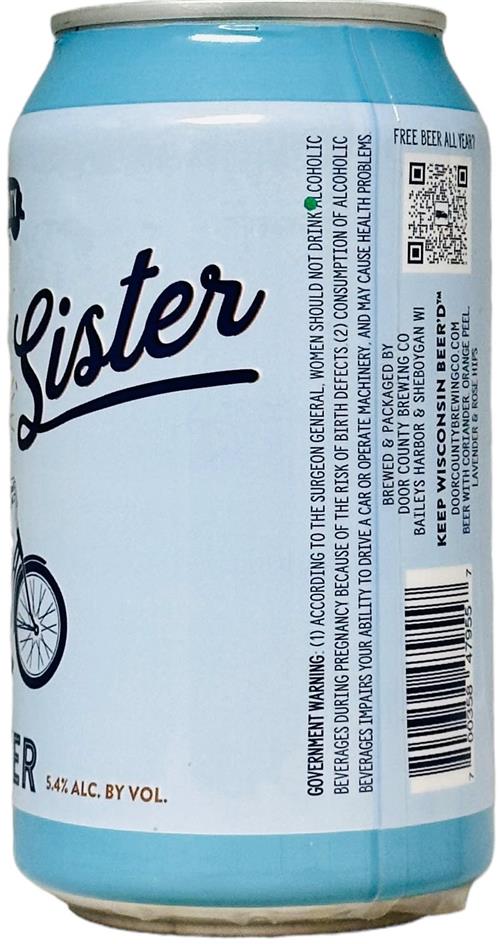 Sister
ER
5.4% ALC. BY VOL.
GOVERNMENT WARNING: (1) ACCORDING TO THE SURGEON GENERAL, WOMEN SHOULD NOT DRINK ALCOHOLIC
BEVERAGES DURING PREGNANCY BECAUSE OF THE RISK OF BIRTH DEFECTS.(2) CONSUMPTION OF ALCOHOLIC
BEVERAGES IMPAIRS YOUR ABILITY TO DRIVE A CAR OR OPERATE MACHINERY, AND MAY CAUSE HEALTH PROBLEMS
FREE BEER ALL YEAR?
BREWED & PACKAGED BY
DOOR COUNTY BREWING CO
BAILEYS HARBOR & SHEBOYGAN WI
KEEP WISCONSIN BEER'D™
DOORCOUNTYBREWINGCO.COM
BEER WITH CORIANDER, ORANGE PEEL,
LAVENDER & ROSE HIPS
7 00358 47955 7